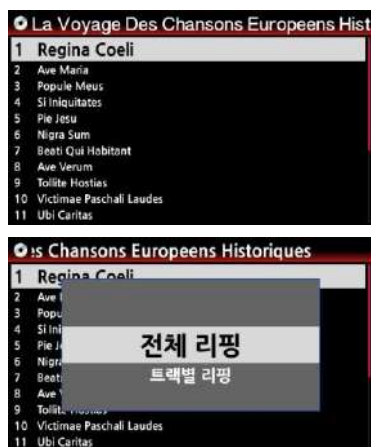 La Voyage Des Chansons Europeens Hist
1 Regina Coeli
2 Ave Maria
3 Popule Meus
4 Si Iniquitates
5 Pie Jesu
6 Nigra Sum
7 Beati Qui Habitant
8 Ave Verum
9 Tollite Hostias
10 Victimae Paschali Laudes
11 Ubi Caritas
es Chansons Europeens Historiques
1 Regina Coeli
2 Ave
3 Popu
4 Si Ini
5 Pie J
6 Nigra
7 Beat
8 Ave
9 Tollit
전체 리핑
트랙별 리핑
10 Victimae Paschali Laudes
11 Ubi Caritas